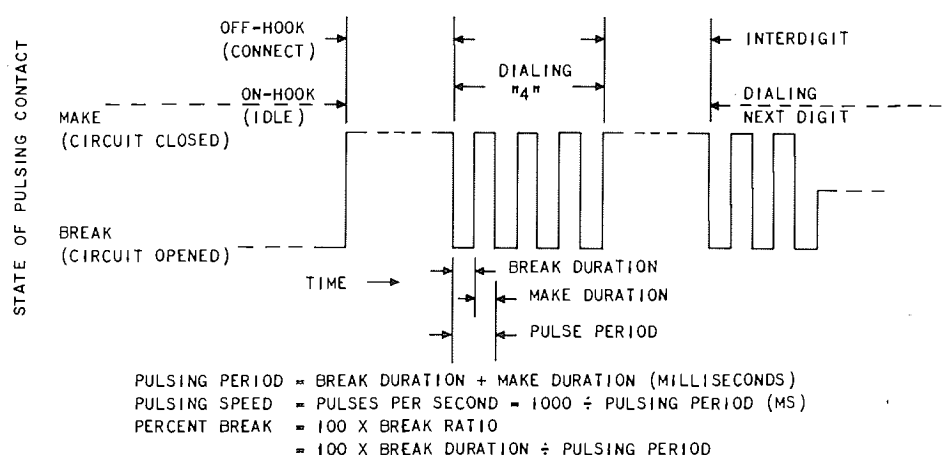 OFF-HOOK
(CONNECT)
INTERDIGIT
DIALING
"4"
ON-HOOK
(IDLE)
DIALING
NEXT DIGIT
MAKE
(CIRCUIT CLOSED)
STATE OF PULSING CONTACT
BREAK
(CIRCUIT OPENED)
TIME
BREAK DURATION
MAKE DURATION
PULSE PERIOD
PULSING PERIOD = BREAK DURATION + MAKE DURATION (MILLISECONDS)
PULSING SPEED = PULSES PER SECOND = 1000 ÷ PULSING PERIOD (MS)
PERCENT BREAK = 100 X BREAK RATIO
= 100 X BREAK DURATION ÷ PULSING PERIOD